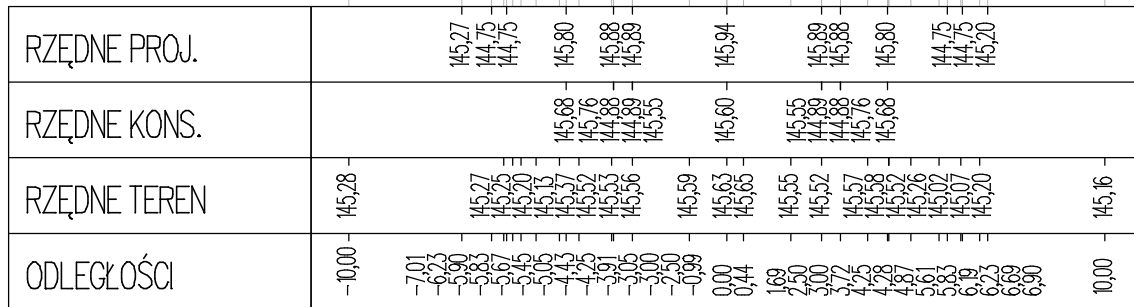 RZĘDNE PROJ. 145,27 144,75 144,75 145,80 145,88 145,89 145,94 145,89 145,88 145,80 144,75 144,75 145,20
RZĘDNE KONS. 145,68 145,76 144,88 144,89 145,55 145,60 145,55 144,89 144,88 145,76 145,68
RZĘDNE TEREN 145,28 145,27 145,25 145,20 145,13 145,37 145,52 145,53 145,56 145,59 145,63 145,65 145,55 145,52 145,57 145,58 145,52 145,26 145,02 145,07 145,20 145,16
ODLEGŁOŚCI -10,00 -7,01 -6,23 -5,90 -5,83 -5,67 -5,45 -5,05 -4,43 -4,25 -3,91 -3,05 -3,00 -2,50 -0,99 0,00 0,44 1,69 2,50 3,00 3,72 4,25 4,28 4,87 5,61 5,83 6,19 6,23 6,69 6,90 10,00